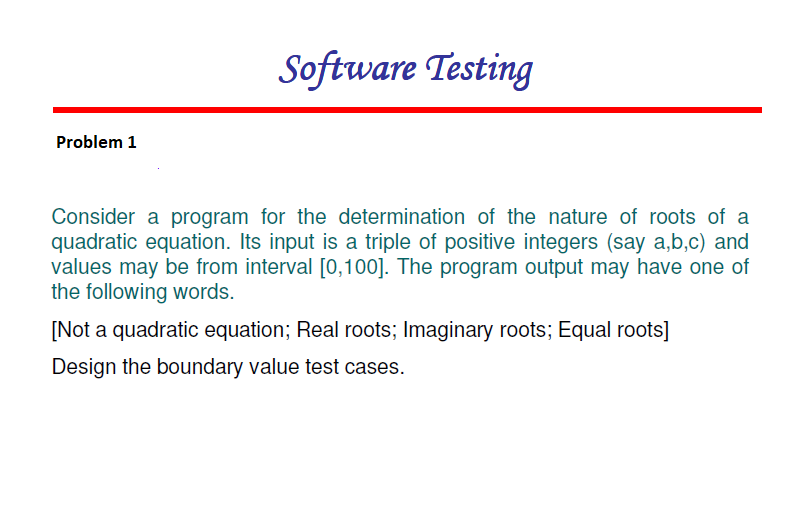 Software Testing
Problem 1
Consider a program for the determination of the nature of roots of a
quadratic equation. Its input is a triple of positive integers (say a,b,c) and
values may be from interval [0,100]. The program output may have one of
the following words.
[Not a quadratic equation; Real roots; Imaginary roots; Equal roots]
Design the boundary value test cases.